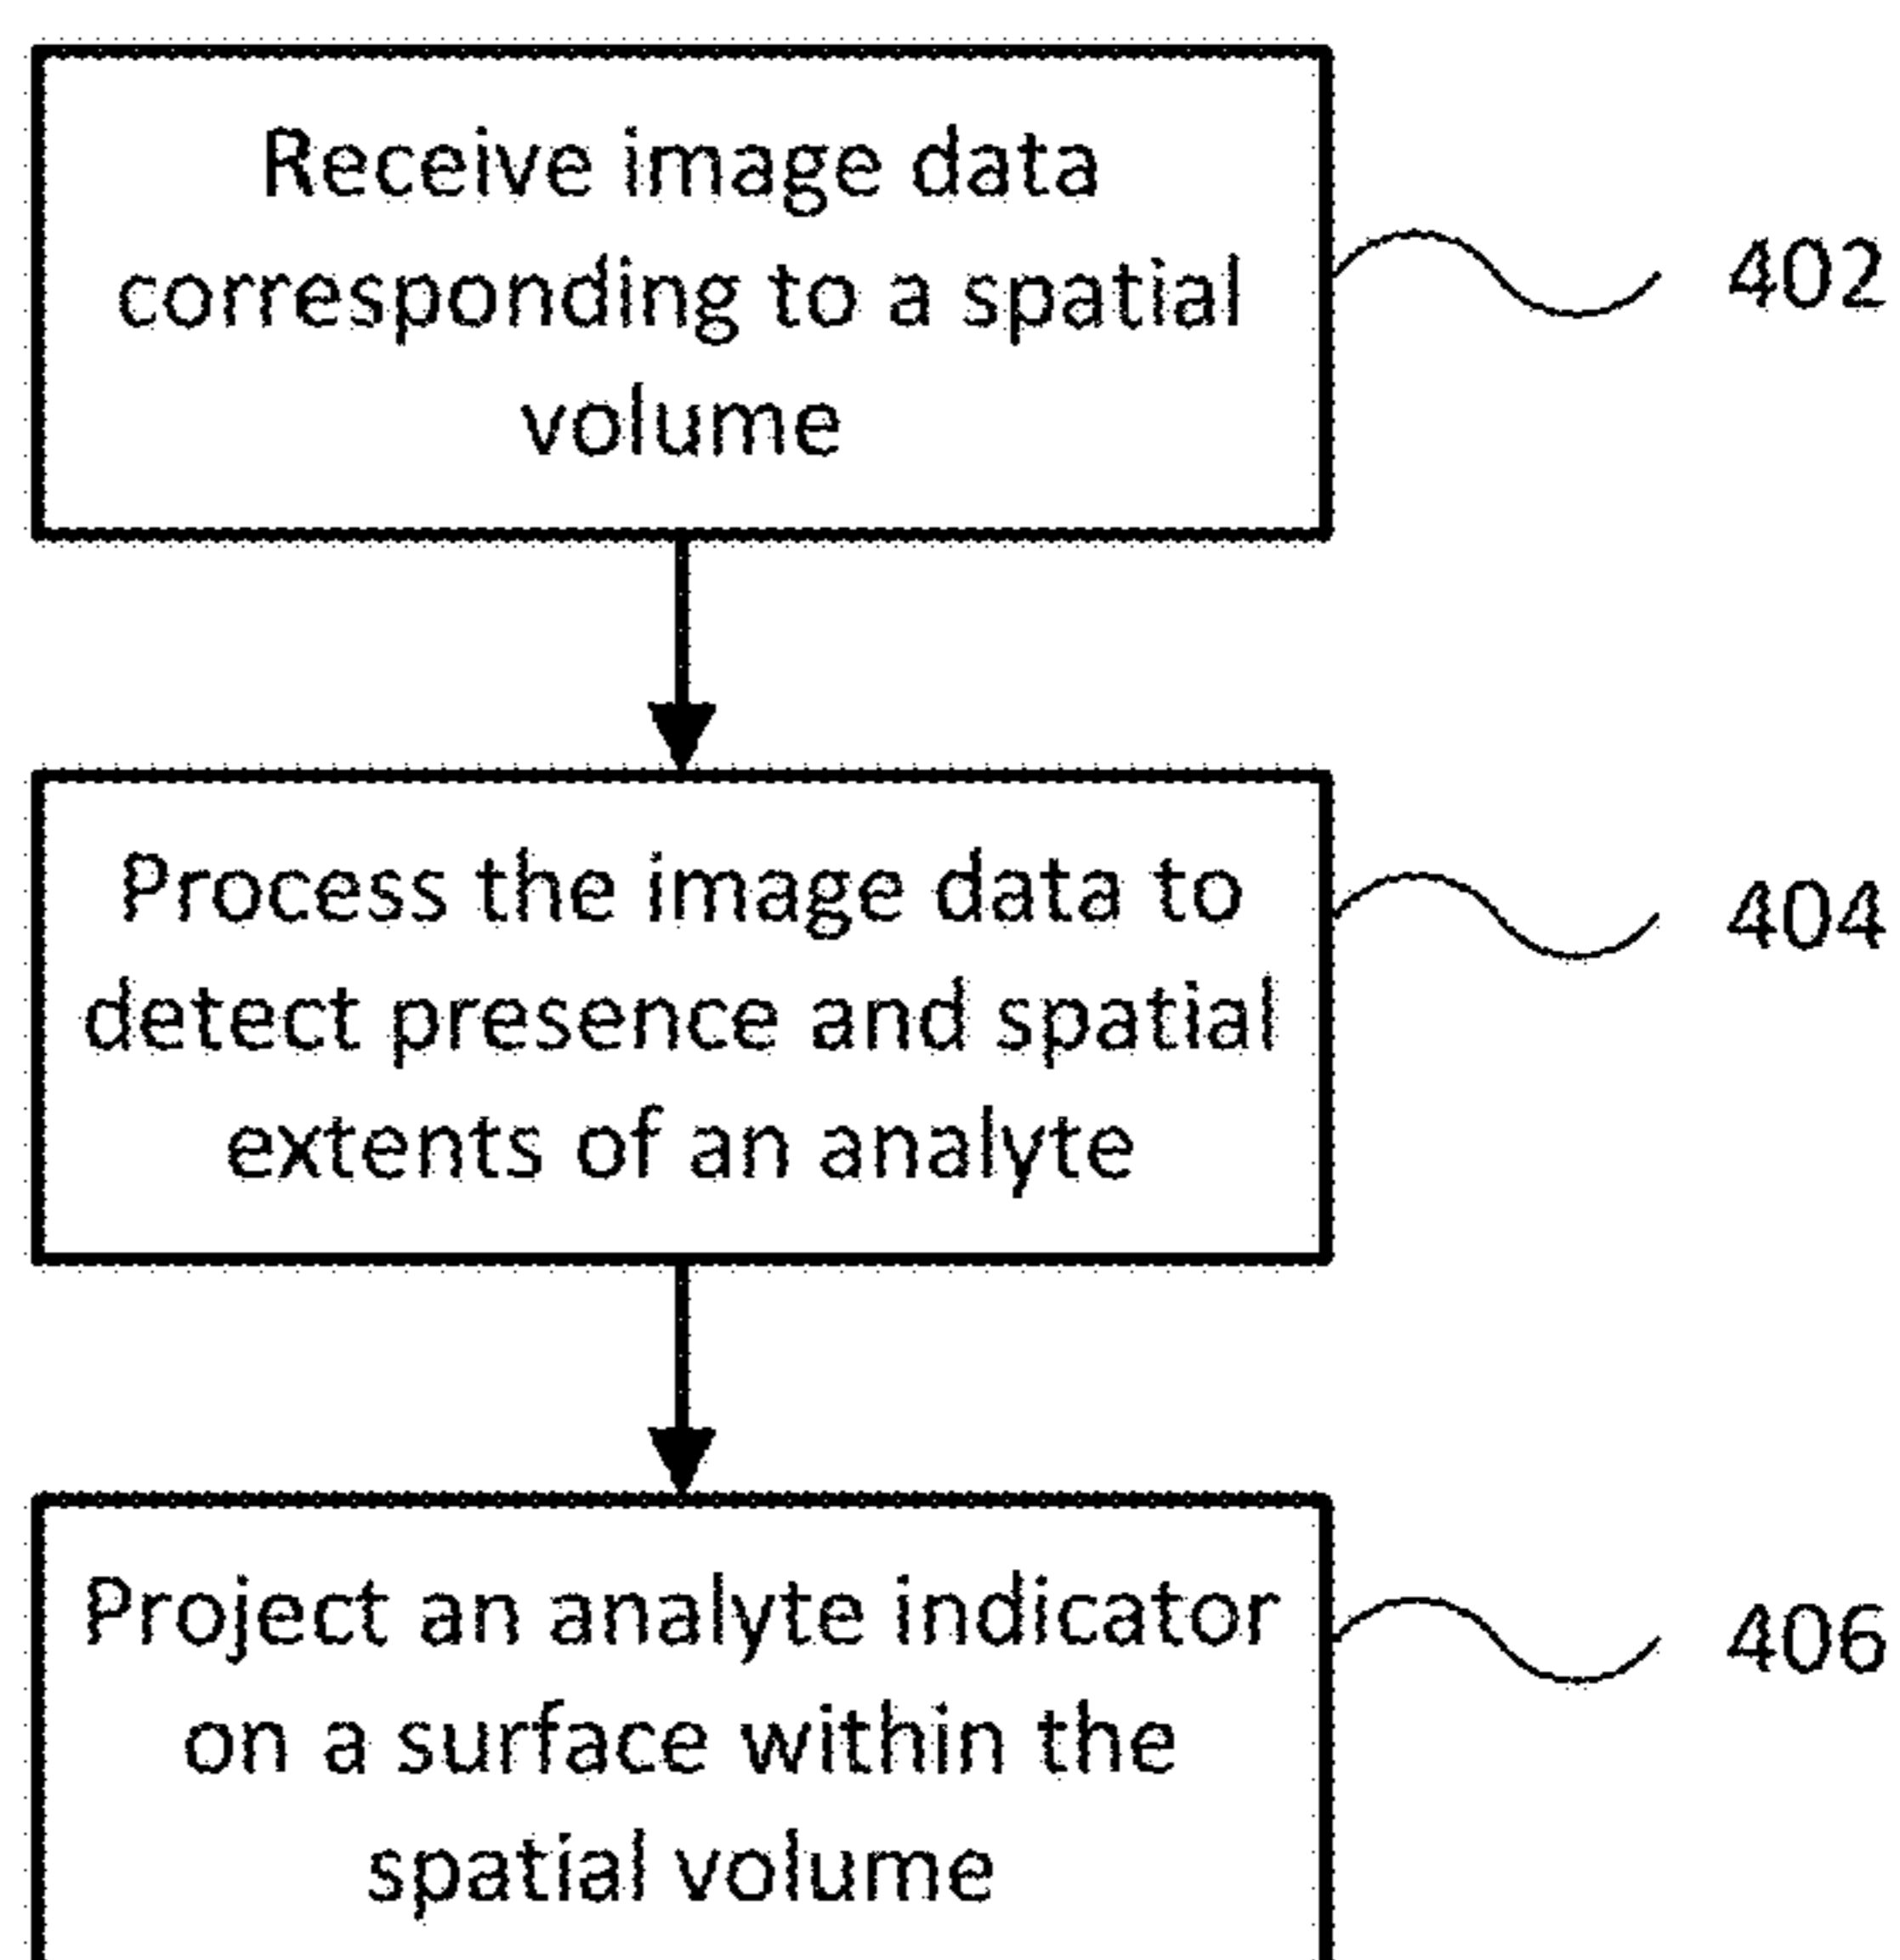 Receive image data
corresponding to a spatial
volume
402
Process the image data to
detect presence and spatial
extents of an analyte
404
Project an analyte indicator
on a surface within the
spatial volume
406